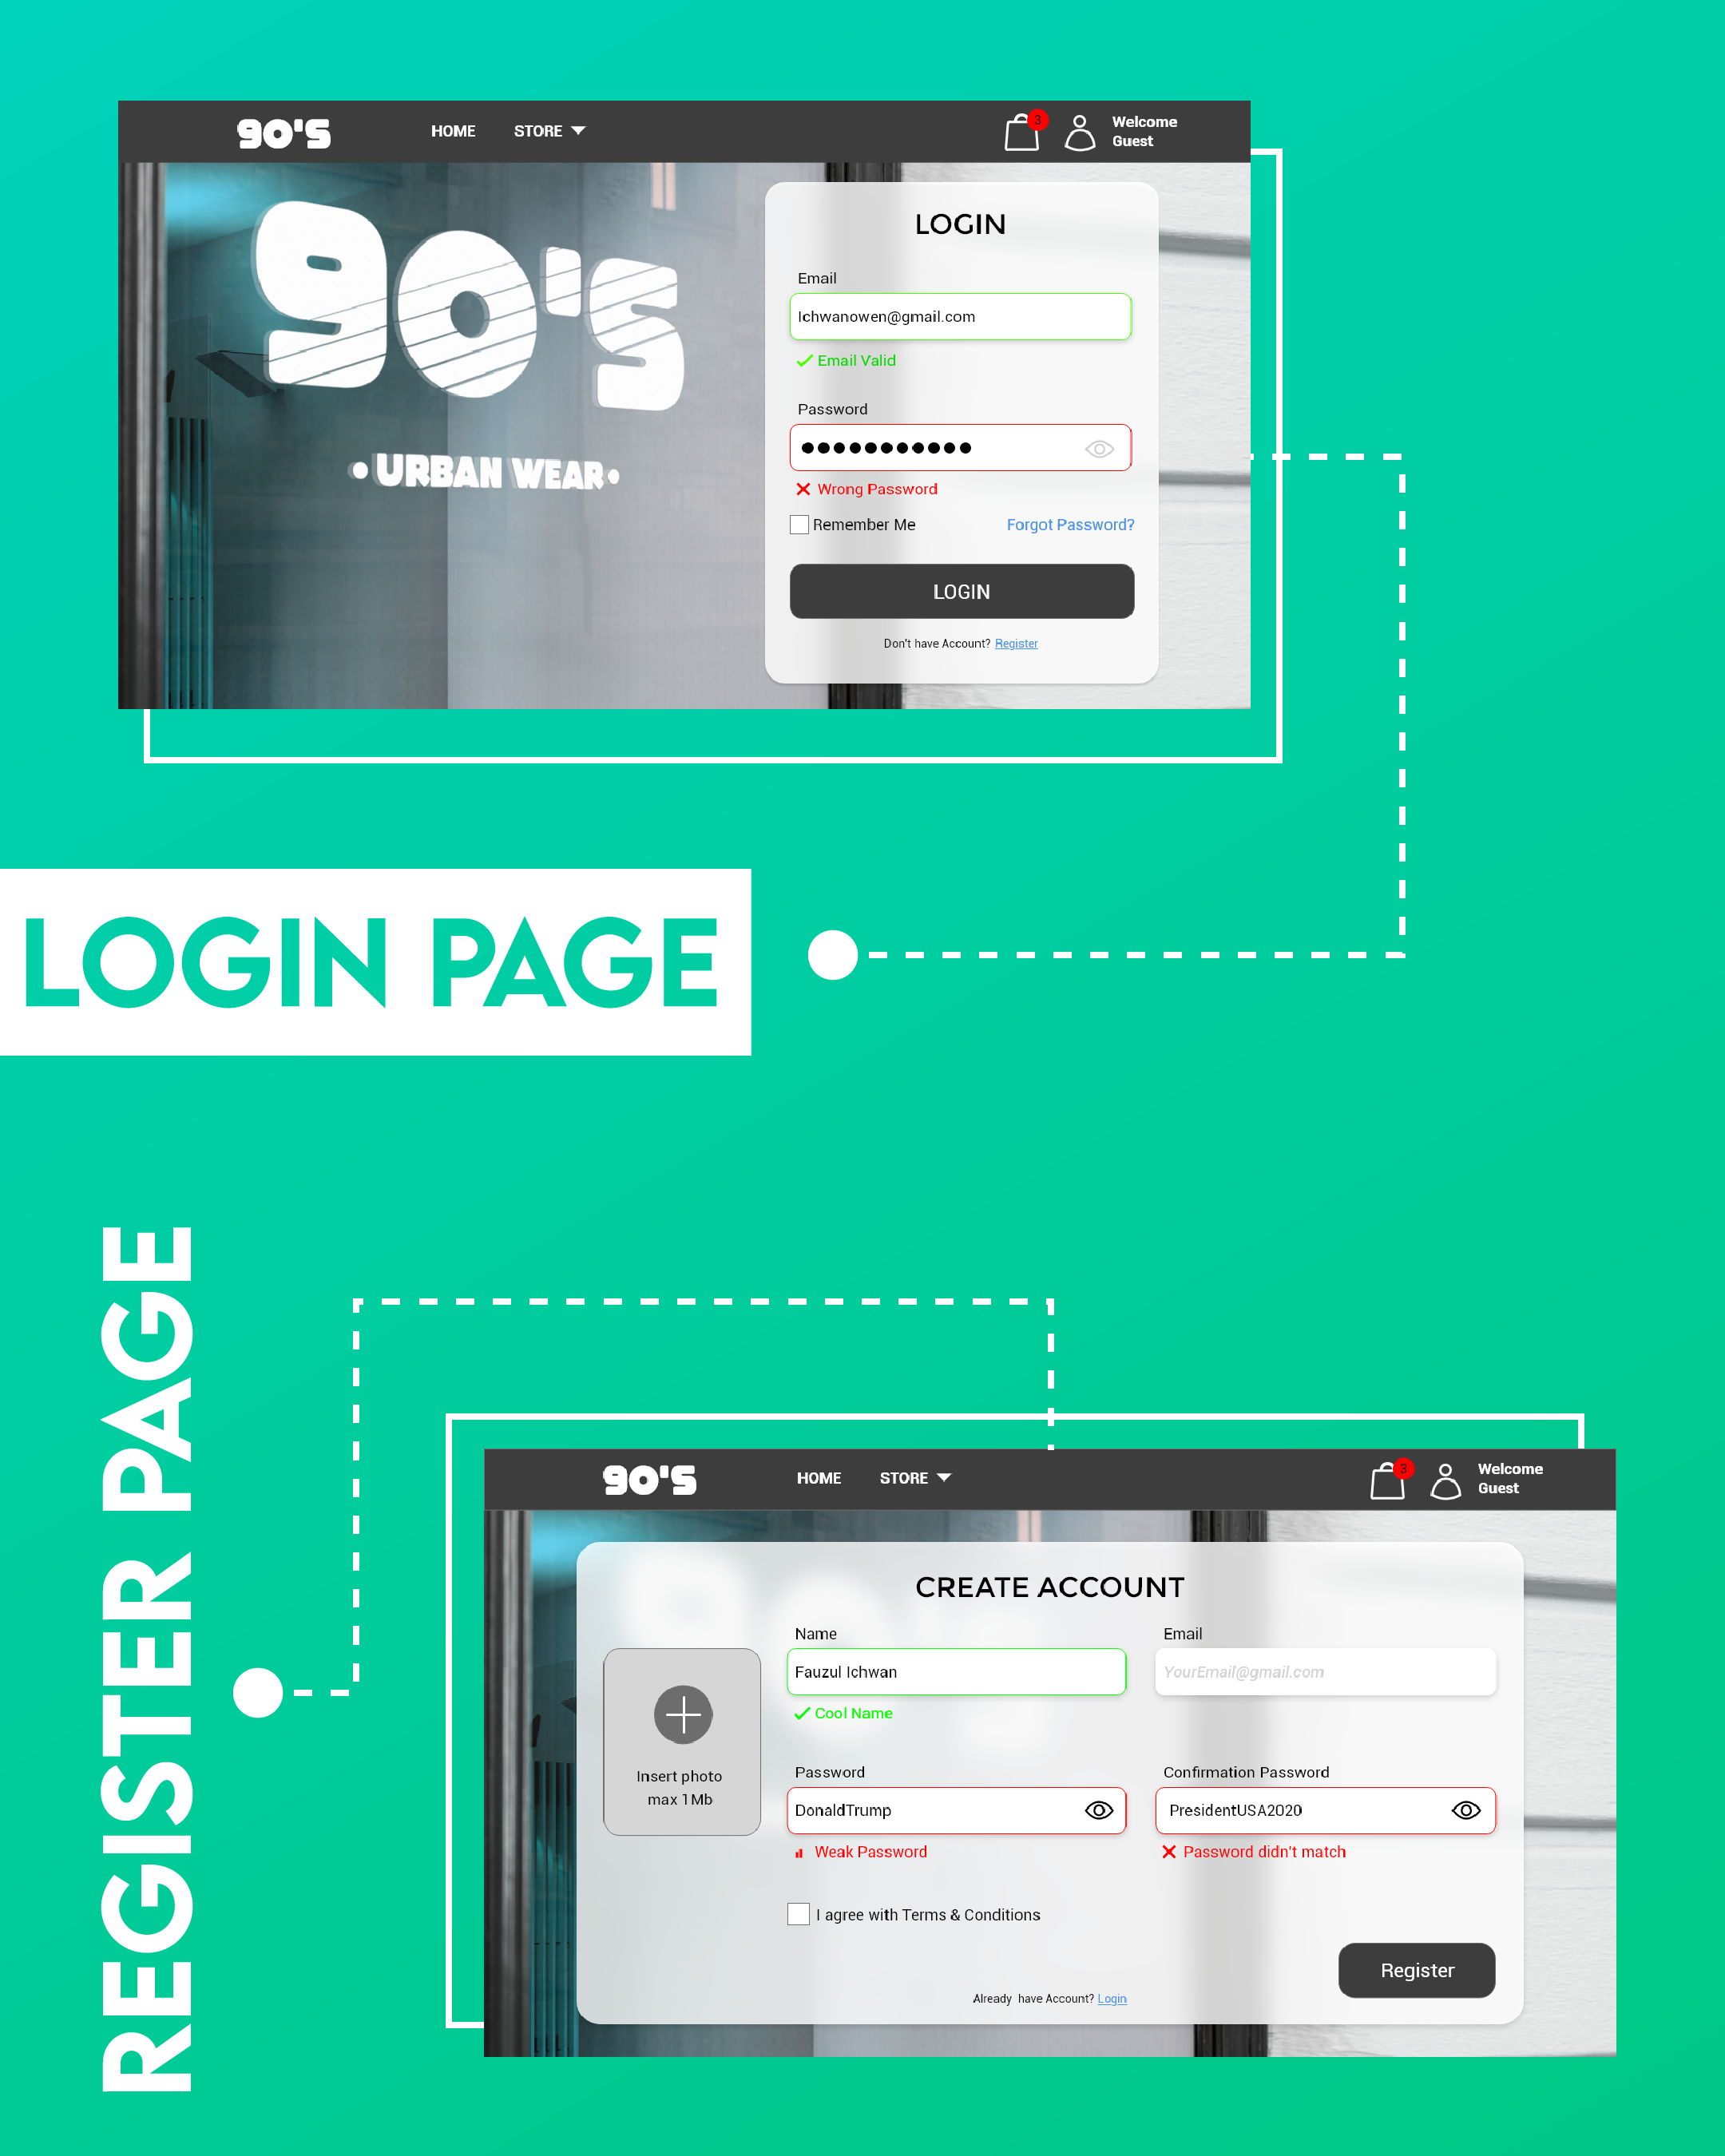 90'S
HOME
STORE
3
Welcome
Guest
90's
• URBAN WEAR •
LOGIN
Email
Ichwanowen@gmail.com
Email Valid
Password
●●●●●●●●●●●
Wrong Password
Remember Me
Forgot Password?
LOGIN
Don't have Account? Register
LOGIN PAGE
REGISTER PAGE
90'S
HOME
STORE
3
Welcome
Guest
CREATE ACCOUNT
Name
Fauzul Ichwan
Cool Name
Email
YourEmail@gmail.com
Insert photo
max 1Mb
Password
DonaldTrump
Weak Password
Confirmation Password
PresidentUSA2020
Password didn't match
I agree with Terms & Conditions
Register
Already have Account? Login